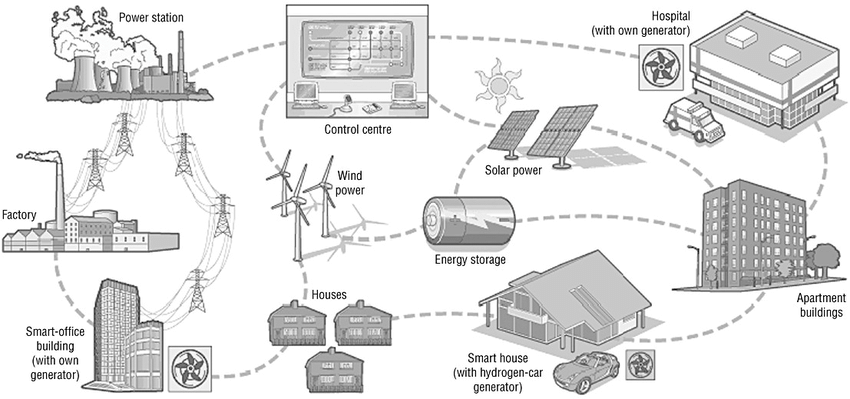 Power station
Hospital
(with own
generator)
Control centre
Solar power
Wind
power
Factory
Energy storage
Apartment
buildings
Houses
Smart-office
building
(with own
generator)
Smart house
(with hydrogen-car
generator)